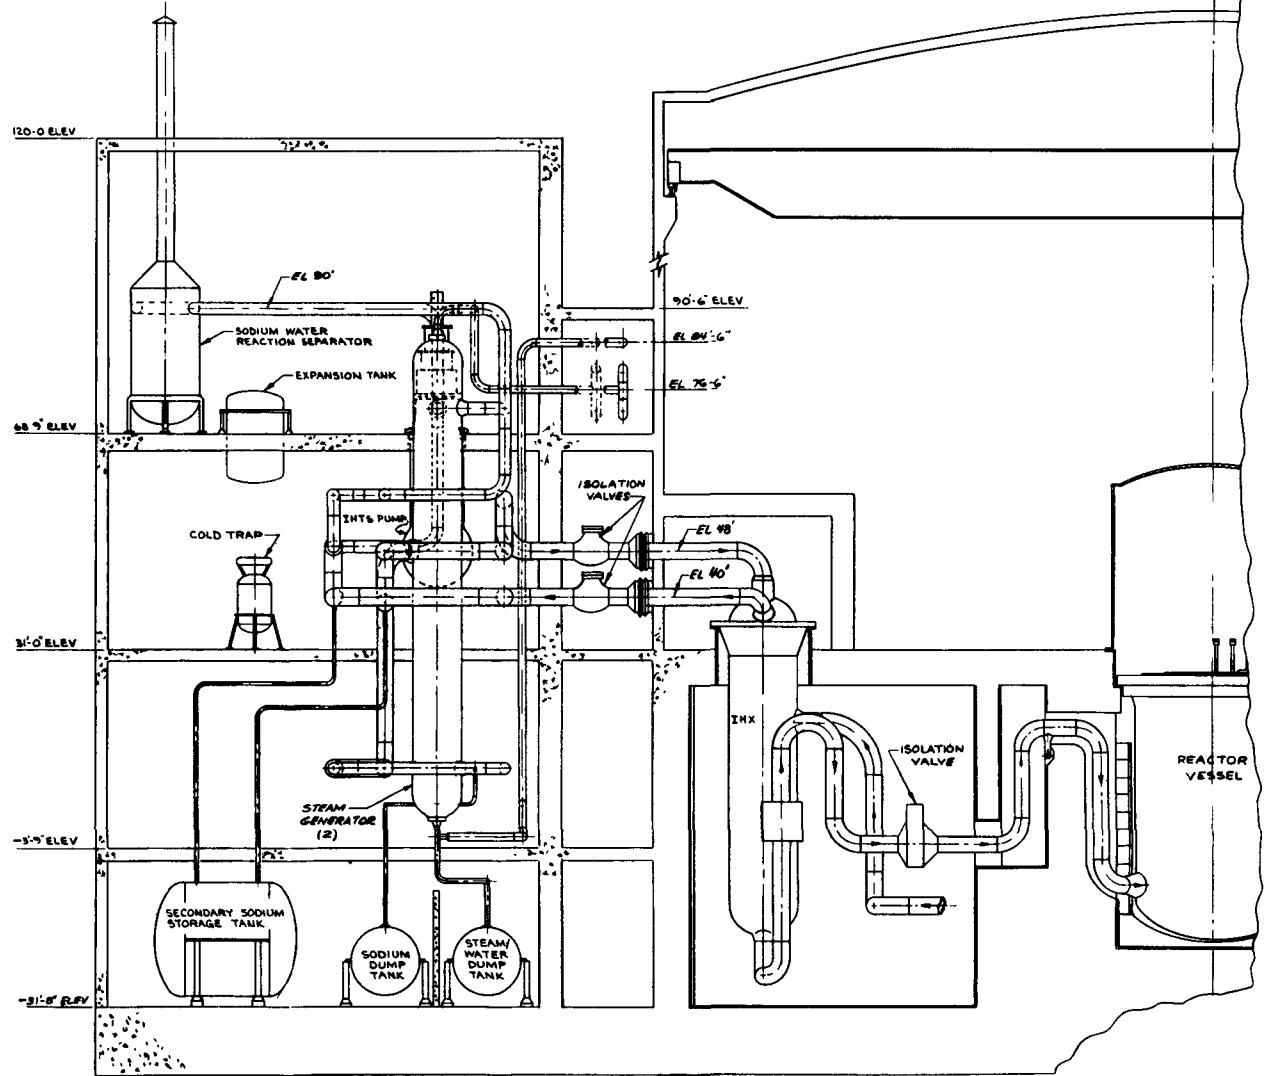 120-0 ELEV
EL 90'
90'-6" ELEV
SODIUM WATER
REACTION SEPARATOR
EL 84'-6"
EXPANSION TANK
EL 76-6"
68 9" ELEV
ISOLATION
VALVES
IHTS PUMP
COLD TRAP
EL 48'
EL 40'
31'-0" ELEV
IHX
ISOLATION
VALVE
REACTOR
VESSEL
STEAM
GENERATOR
(2)
-3'-9" ELEV
SECONDARY SODIUM
STORAGE TANK
SODIUM
DUMP
TANK
STEAM/
WATER
DUMP
TANK
-31'-8" ELEV